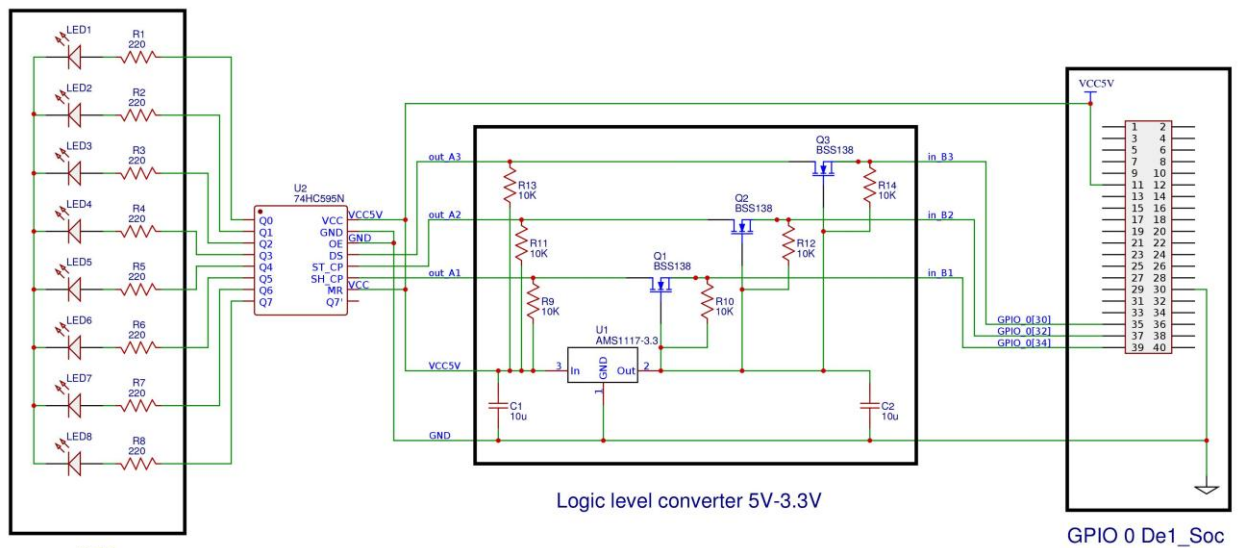 LED1
R1
220
LED2
R2
220
LED3
R3
220
LED4
R4
220
LED5
R5
220
LED6
R6
220
LED7
R7
220
LED8
R8
220
U2
74HC595N
Q0 VCC
Q1 GND
Q2 OE
Q3 DS
Q4 ST_CP
Q5 SH_CP
Q6 MR
Q7 Q7'
VCC5V
GND
VCC
out_A3
out_A2
out_A1
VCC5V
GND
R13
10K
R11
10K
R9
10K
Q3
BSS138
Q2
BSS138
Q1
BSS138
R14
10K
R12
10K
R10
10K
U1
AMS1117-3.3
3 In GND Out 2
1
C1
10u
C2
10u
in_B3
in_B2
in_B1
Logic level converter 5V-3.3V
VCC5V
1 2
3 4
5 6
7 8
9 10
11 12
13 14
15 16
17 18
19 20
21 22
23 24
25 26
27 28
29 30
31 32
33 34
35 36
37 38
39 40
GPIO_0[30]
GPIO_0[32]
GPIO_0[34]
GPIO 0 De1_Soc